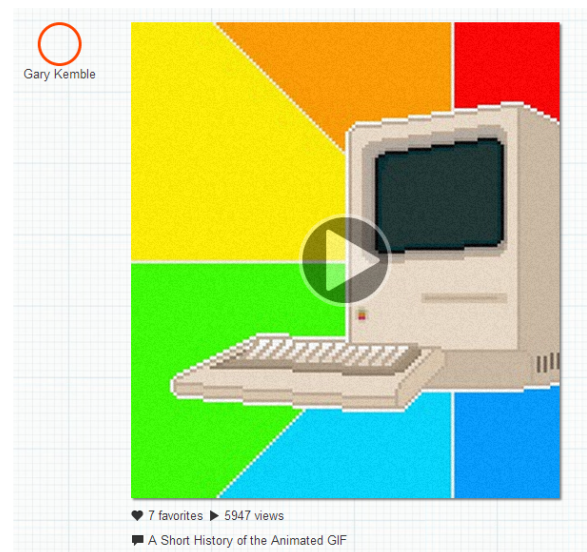 Gary Kemble
7 favorites 5947 views
A Short History of the Animated GIF